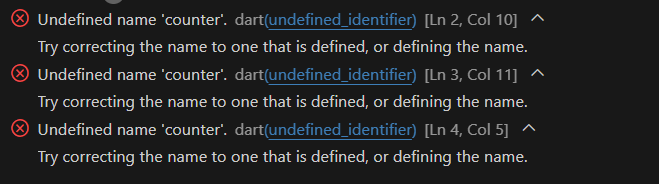 Undefined name 'counter'. dart(undefined_identifier) [Ln 2, Col 10]
Try correcting the name to one that is defined, or defining the name.
Undefined name 'counter'. dart(undefined_identifier) [Ln 3, Col 11]
Try correcting the name to one that is defined, or defining the name.
Undefined name 'counter'. dart(undefined_identifier) [Ln 4, Col 5]
Try correcting the name to one that is defined, or defining the name.